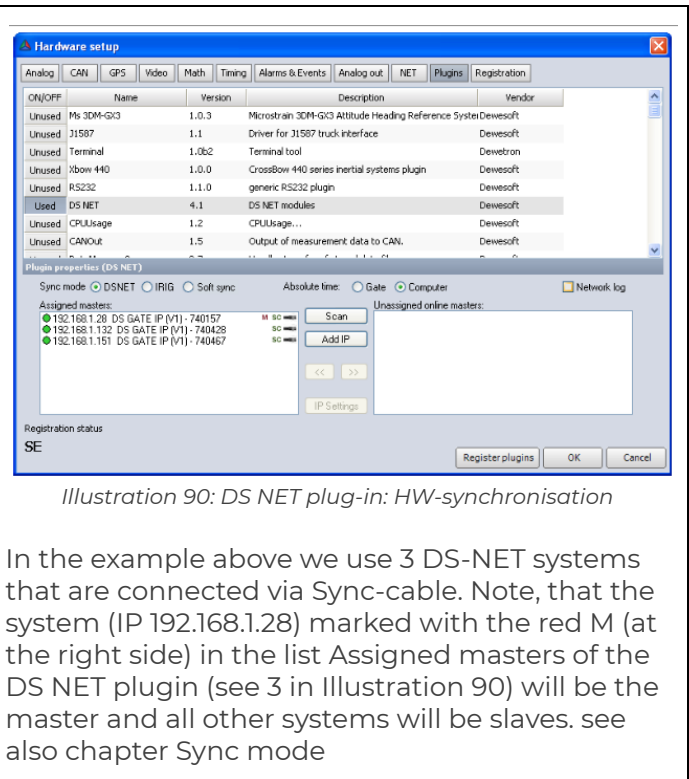 Hardware setup
Analog CAN GPS Video Math Timing Alarms & Events Analog out NET Plugins Registration
ON/OFF Name Version Description Vendor
Unused Ms 3DM-GX3 1.0.3 Microstrain 3DM-GX3 Attitude Heading Reference Syste Dewesoft
Unused J1587 1.1 Driver for J1587 truck interface Dewesoft
Unused Terminal 1.0b2 Terminal tool Dewetron
Unused Xbow 440 1.0.0 CrossBow 440 series inertial systems plugin Dewesoft
Unused RS232 1.1.0 generic RS232 plugin Dewesoft
Used DS NET 4.1 DS NET modules Dewesoft
Unused CPUUsage 1.2 CPUUsage... Dewesoft
Unused CANOut 1.5 Output of measurement data to CAN. Dewesoft
Plugin properties (DS NET)
Sync mode DSNET IRIG Soft sync Absolute time: Gate Computer Network log
Assigned masters: Unassigned online masters:
192.168.1.28 DS GATE IP (V1) - 740157 M SC Scan
192.168.1.132 DS GATE IP (V1) - 740428 SC
192.168.1.151 DS GATE IP (V1) - 740467 SC Add IP
<< >>
IP Settings
Registration status
SE
Register plugins OK Cancel
Illustration 90: DS NET plug-in: HW-synchronisation
In the example above we use 3 DS-NET systems
that are connected via Sync-cable. Note, that the
system (IP 192.168.1.28) marked with the red M (at
the right side) in the list Assigned masters of the
DS NET plugin (see 3 in Illustration 90) will be the
master and all other systems will be slaves. see
also chapter Sync mode